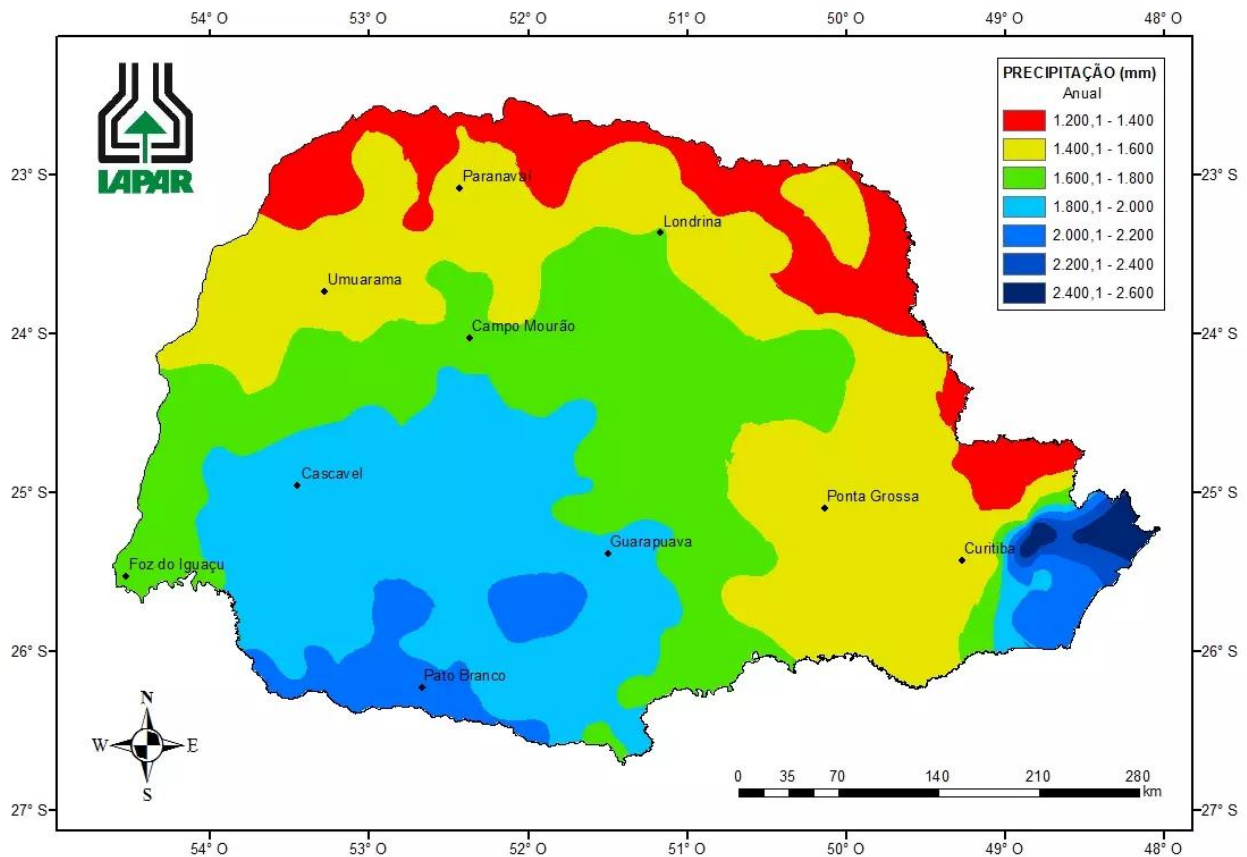 54° O 53° O 52° O 51° O 50° O 49° O 48° O
IAPAR
PRECIPITAÇÃO (mm)
Anual
1.200,1 - 1.400
1.400,1 - 1.600
1.600,1 - 1.800
1.800,1 - 2.000
2.000,1 - 2.200
2.200,1 - 2.400
2.400,1 - 2.600
23° S 23° S
Paranavaí
Londrina
Umuarama
24° S 24° S
Campo Mourão
Cascavel
25° S 25° S
Ponta Grossa
Guarapuava
Curitiba
Foz do Iguaçu
26° S 26° S
Pato Branco
N
W E
S
0 35 70 140 210 280
km
27° S 27° S
54° O 53° O 52° O 51° O 50° O 49° O 48° O